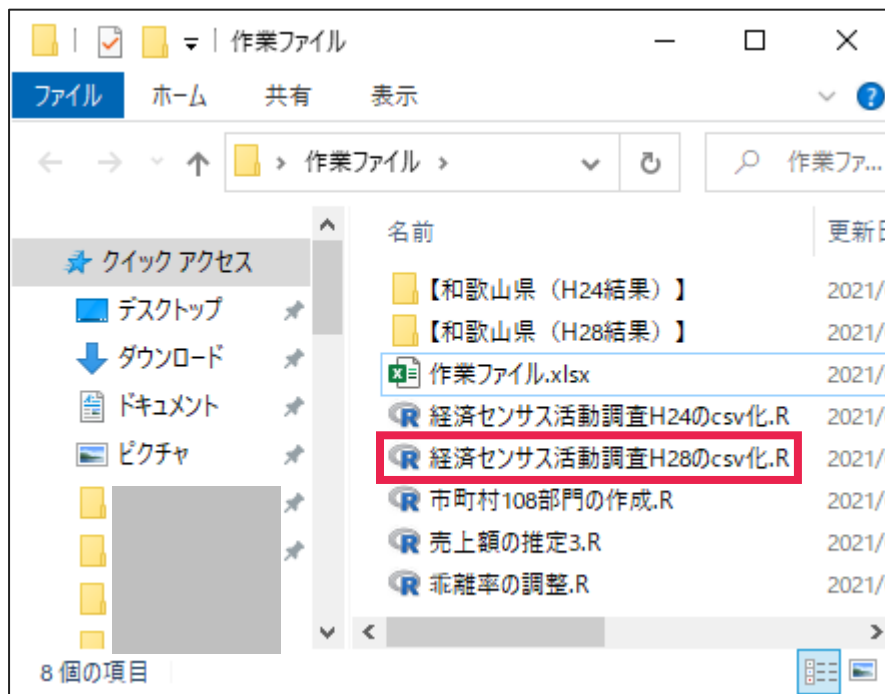 作業ファイル
ファイル ホーム 共有 表示
作業ファイル
作業ファ...
名前
更新日
クイック アクセス
デスクトップ
ダウンロード
ドキュメント
ピクチャ
【和歌山県（H24結果）】 2021/
【和歌山県（H28結果）】 2021/
作業ファイル.xlsx 2021/
経済センサス活動調査H24のcsv化.R 2021/
経済センサス活動調査H28のcsv化.R 2021/
市町村108部門の作成.R 2021/
売上額の推定3.R 2021/
乖離率の調整.R 2021/
8 個の項目